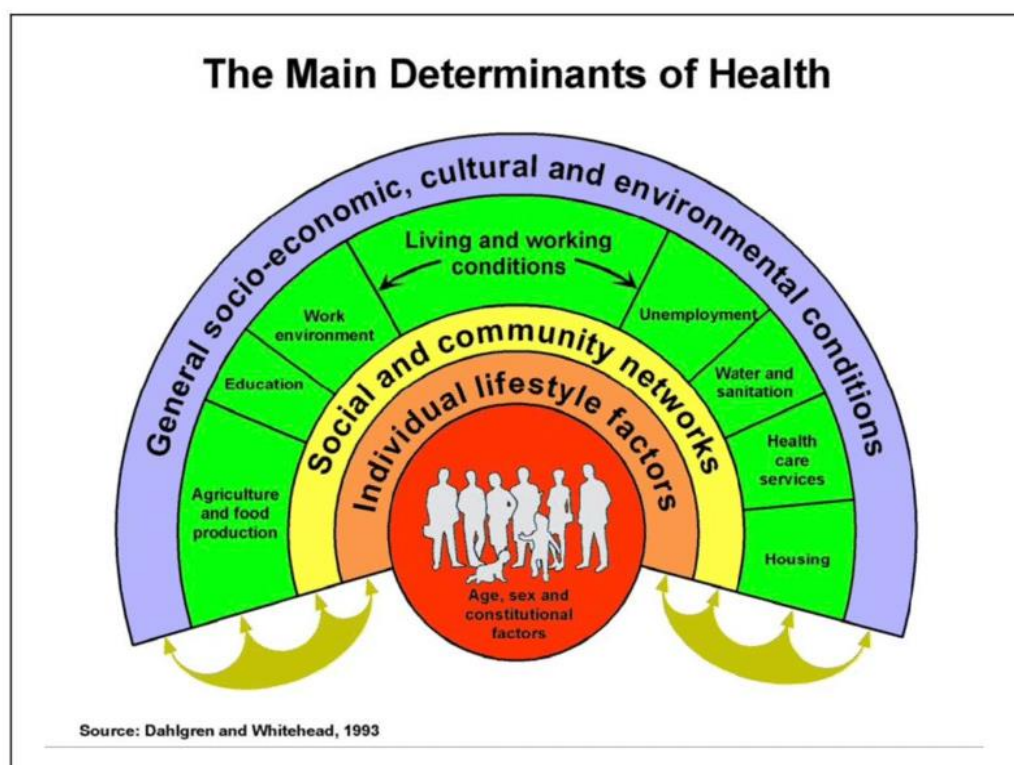 The Main Determinants of Health
General socio-economic, cultural and environmental conditions
Living and working
conditions
Work
environment
Unemployment
Education
Water and
sanitation
Agriculture
and food
production
Health
care
services
Housing
Social and community networks
Individual lifestyle factors
Age, sex and
constitutional
factors
Source: Dahlgren and Whitehead, 1993